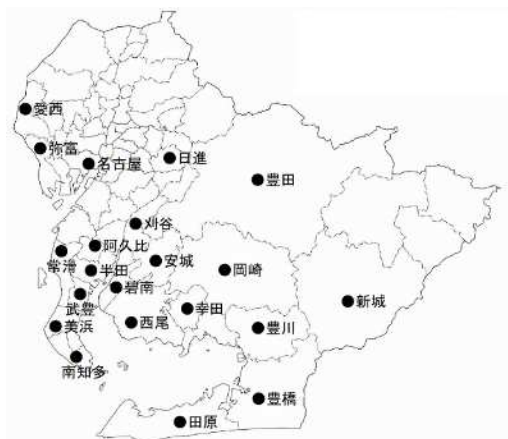 愛西
弥富
名古屋
日進
豊田
刈谷
阿久比
常滑
安城
半田
岡崎
碧南
武豊
幸田
新城
美浜
西尾
豊川
南知多
豊橋
田原